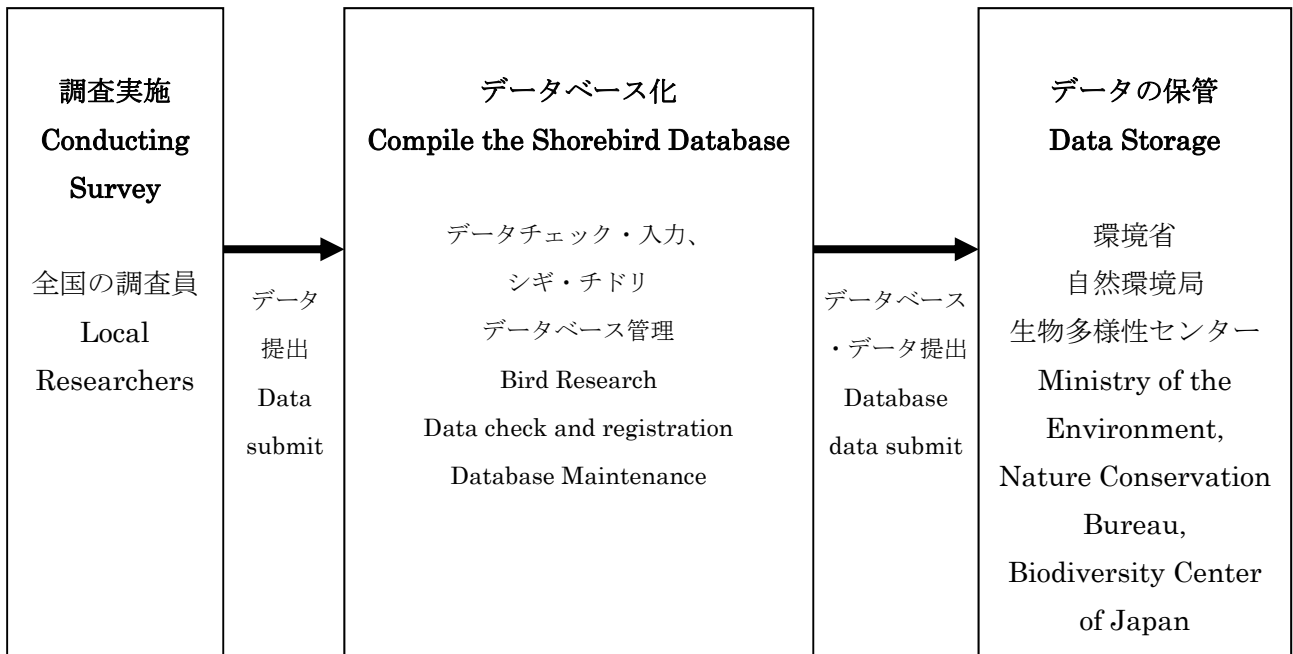 調査実施
Conducting
Survey
全国の調査員
Local
Researchers
データ
提出
Data
submit
データベース化
Compile the Shorebird Database
データチェック・入力、
シギ・チドリ
データベース管理
Bird Research
Data check and registration
Database Maintenance
データベース
・データ提出
Database
data submit
データの保管
Data Storage
環境省
自然環境局
生物多様性センター
Ministry of the
Environment,
Nature Conservation
Bureau,
Biodiversity Center
of Japan